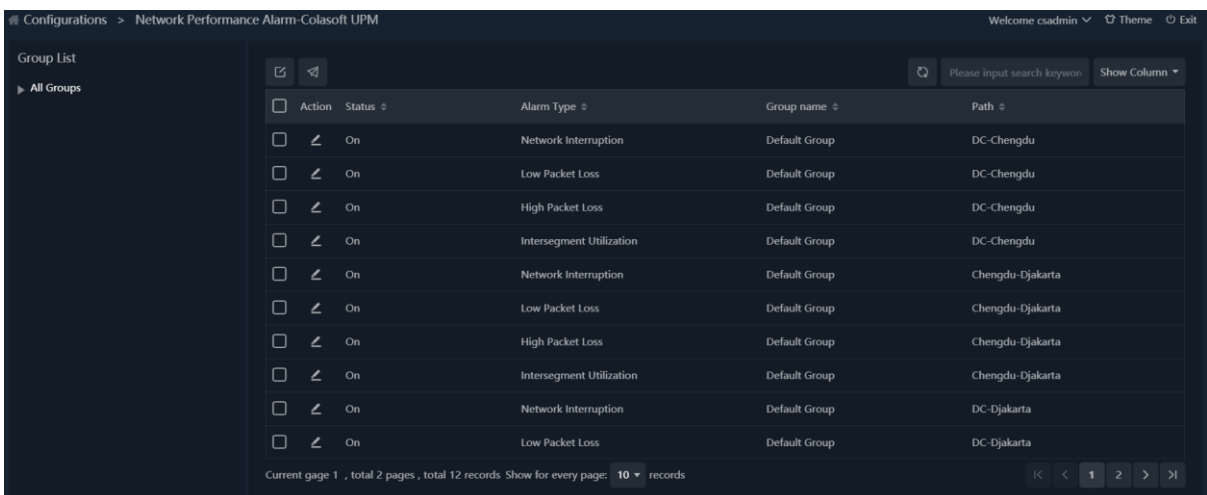 Configurations > Network Performance Alarm-Colasoft UPM Welcome csadmin Theme Exit
Group List
All Groups
Please input search keywor Show Column
Action Status Alarm Type Group name Path
On Network Interruption Default Group DC-Chengdu
On Low Packet Loss Default Group DC-Chengdu
On High Packet Loss Default Group DC-Chengdu
On Intersegment Utilization Default Group DC-Chengdu
On Network Interruption Default Group Chengdu-Djakarta
On Low Packet Loss Default Group Chengdu-Djakarta
On High Packet Loss Default Group Chengdu-Djakarta
On Intersegment Utilization Default Group Chengdu-Djakarta
On Network Interruption Default Group DC-Djakarta
On Low Packet Loss Default Group DC-Djakarta
Current gage 1 , total 2 pages , total 12 records Show for every page: 10 records 1 2